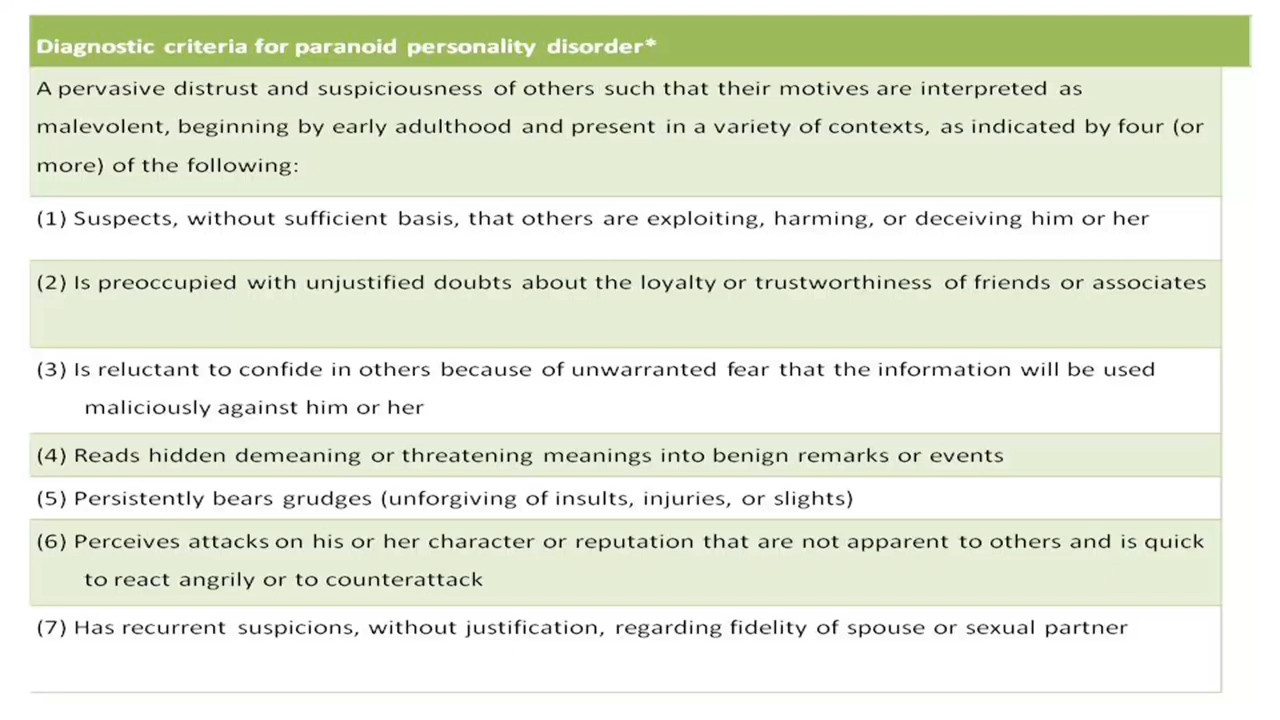 Diagnostic criteria for paranoid personality disorder*
A pervasive distrust and suspiciousness of others such that their motives are interpreted as
malevolent, beginning by early adulthood and present in a variety of contexts, as indicated by four (or
more) of the following:
(1) Suspects, without sufficient basis, that others are exploiting, harming, or deceiving him or her
(2) Is preoccupied with unjustified doubts about the loyalty or trustworthiness of friends or associates
(3) Is reluctant to confide in others because of unwarranted fear that the information will be used
maliciously against him or her
(4) Reads hidden demeaning or threatening meanings into benign remarks or events
(5) Persistently bears grudges (unforgiving of insults, injuries, or slights)
(6) Perceives attacks on his or her character or reputation that are not apparent to others and is quick
to react angrily or to counterattack
(7) Has recurrent suspicions, without justification, regarding fidelity of spouse or sexual partner